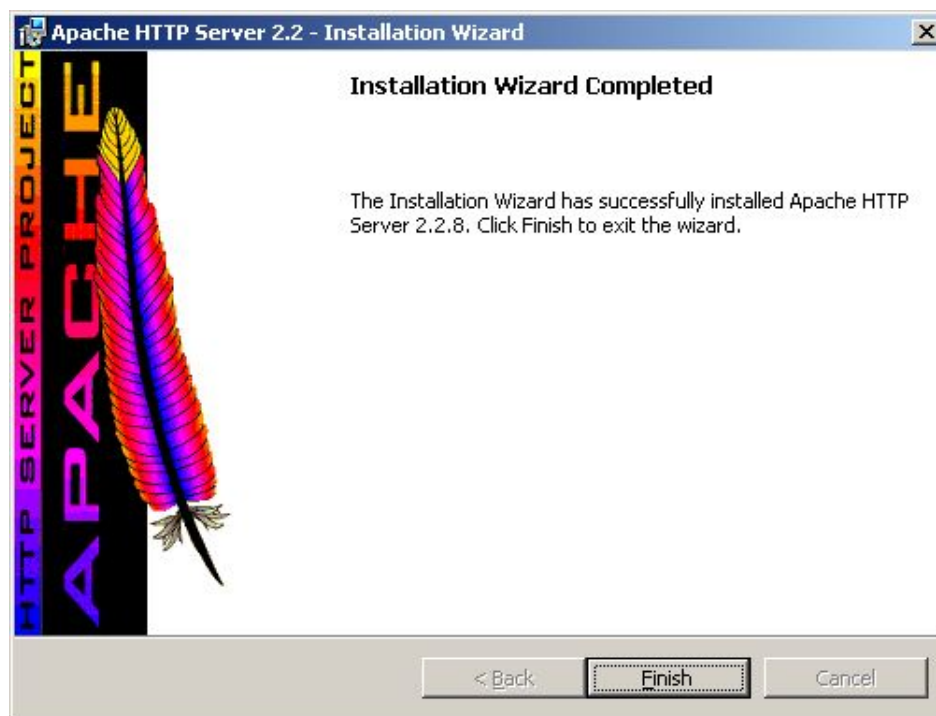 Apache HTTP Server 2.2 - Installation Wizard
HTTP SERVER PROJECT
APACHE
Installation Wizard Completed
The Installation Wizard has successfully installed Apache HTTP
Server 2.2.8. Click Finish to exit the wizard.
< Back
Finish
Cancel